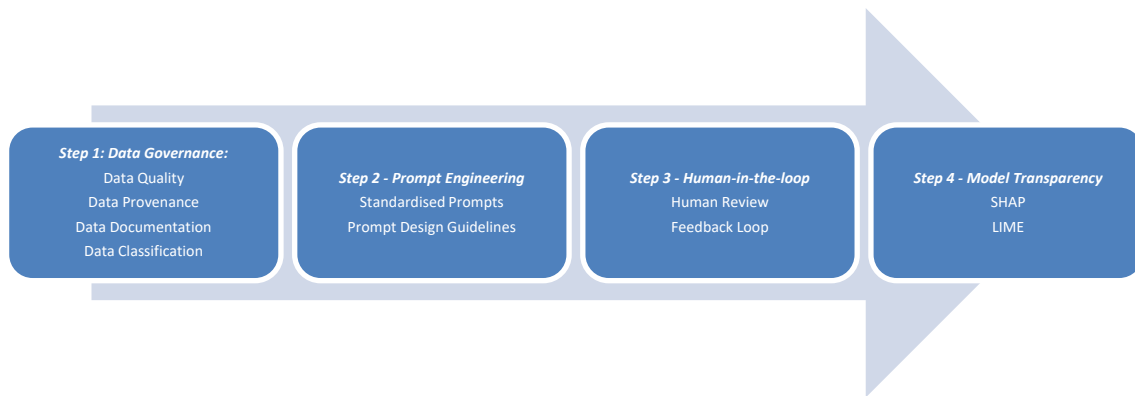 Step 1: Data Governance:
Data Quality
Data Provenance
Data Documentation
Data Classification
Step 2 - Prompt Engineering
Standardised Prompts
Prompt Design Guidelines
Step 3 - Human-in-the-loop
Human Review
Feedback Loop
Step 4 - Model Transparency
SHAP
LIME